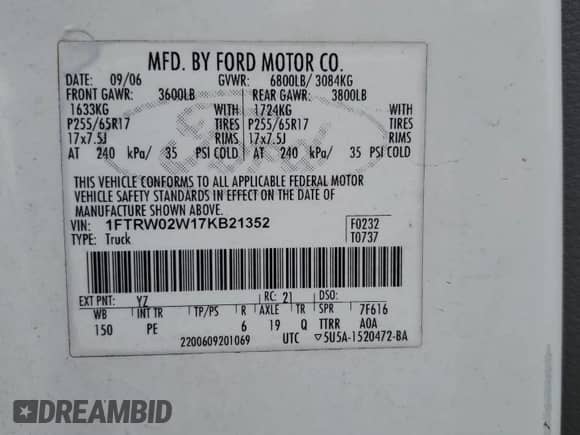 MFD. BY FORD MOTOR CO.
DATE: 09/06 GVWR: 6800LB/ 3084KG
FRONT GAWR: 3600LB REAR GAWR: 3800LB
1633KG WITH 1724KG WITH
P255/65R17 TIRES P255/65R17 TIRES
17x7.5J RIMS 17x7.5J RIMS
AT 240 kPa/ 35 PSI COLD AT 240 kPa/ 35 PSI COLD
THIS VEHICLE CONFORMS TO ALL APPLICABLE FEDERAL MOTOR
VEHICLE SAFETY STANDARDS IN EFFECT ON THE DATE OF
MANUFACTURE SHOWN ABOVE.
VIN: 1FTRW02W17KB21352 F0232
TYPE: Truck T0737
EXT PNT: YZ RC: 21 DSO:
WB INT TR TP/PS R AXLE TR SPR 7F616
150 PE 6 19 Q TTRR A0A
2200609201069 UTC ▽5U5A-1520472-BA
DREAMBID